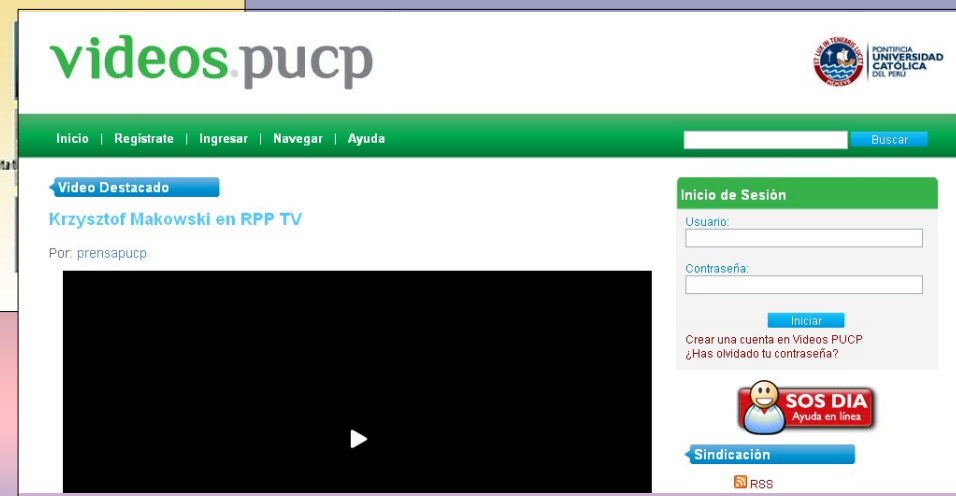 videos.pucp
PONTIFICIA
UNIVERSIDAD
CATÓLICA
DEL PERÚ
Inicio | Regístrate | Ingresar | Navegar | Ayuda
Buscar
Video Destacado
Krzysztof Makowski en RPP TV
Por: prensapucp
Inicio de Sesión
Usuario:
Contraseña:
Iniciar
Crear una cuenta en Videos PUCP
¿Has olvidado tu contraseña?
SOS DIA
Ayuda en línea
Sindicación
RSS